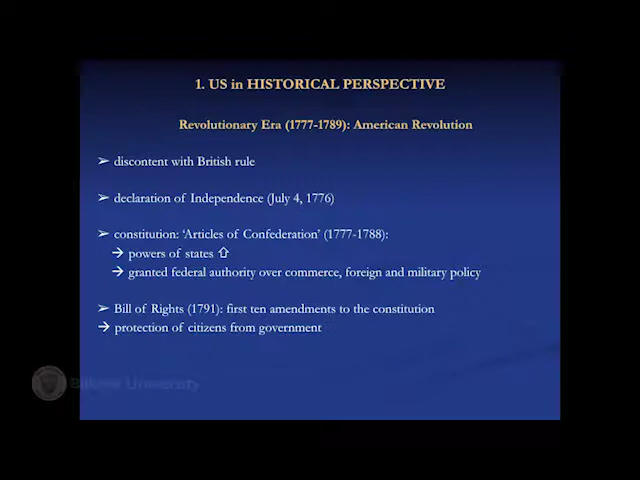 1. US in HISTORICAL PERSPECTIVE
Revolutionary Era (1777-1789): American Revolution
➢ discontent with British rule
➢ declaration of Independence (July 4, 1776)
➢ constitution: ‘Articles of Confederation’ (1777-1788):
→ powers of states ⇧
→ granted federal authority over commerce, foreign and military policy
➢ Bill of Rights (1791): first ten amendments to the constitution
→ protection of citizens from government
Bilkent University